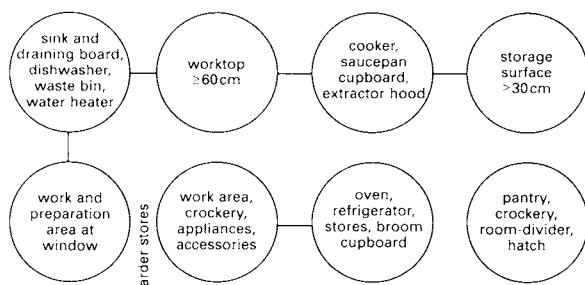 sink and
draining board,
dishwasher,
waste bin,
water heater
worktop
≥60cm
cooker,
saucepan
cupboard,
extractor hood
storage
surface
>30cm
work and
preparation
area at
window
arder stores
work area,
crockery,
appliances,
accessories
oven,
refrigerator,
stores, broom
cupboard
pantry,
crockery,
room-divider,
hatch